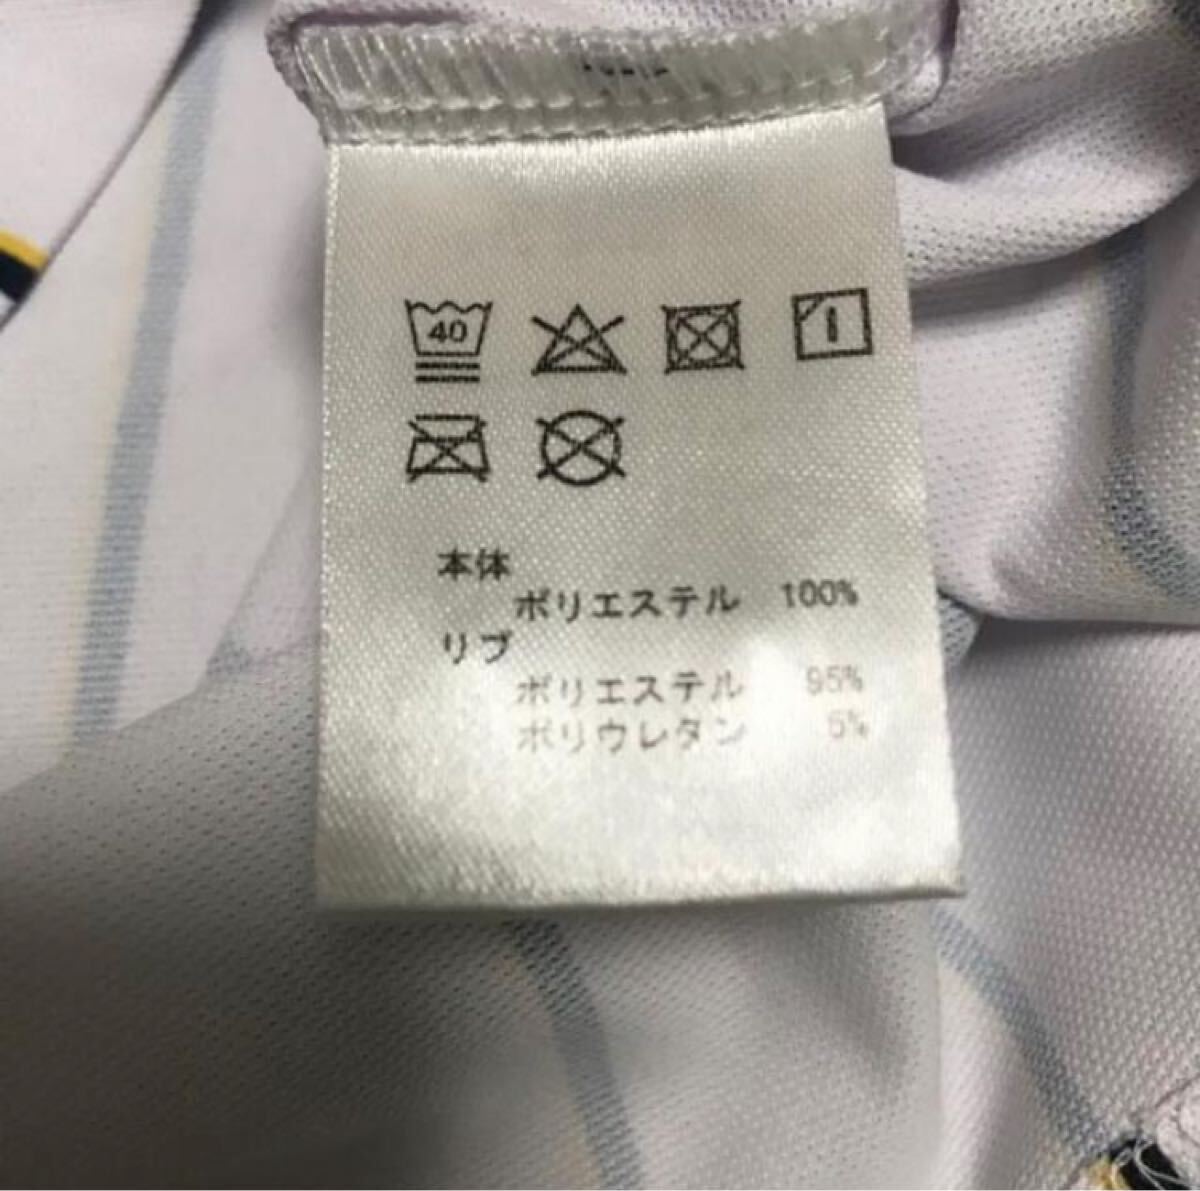 40
本体
ポリエステル 100%
リブ
ポリエステル 95%
ポリウレタン 5%